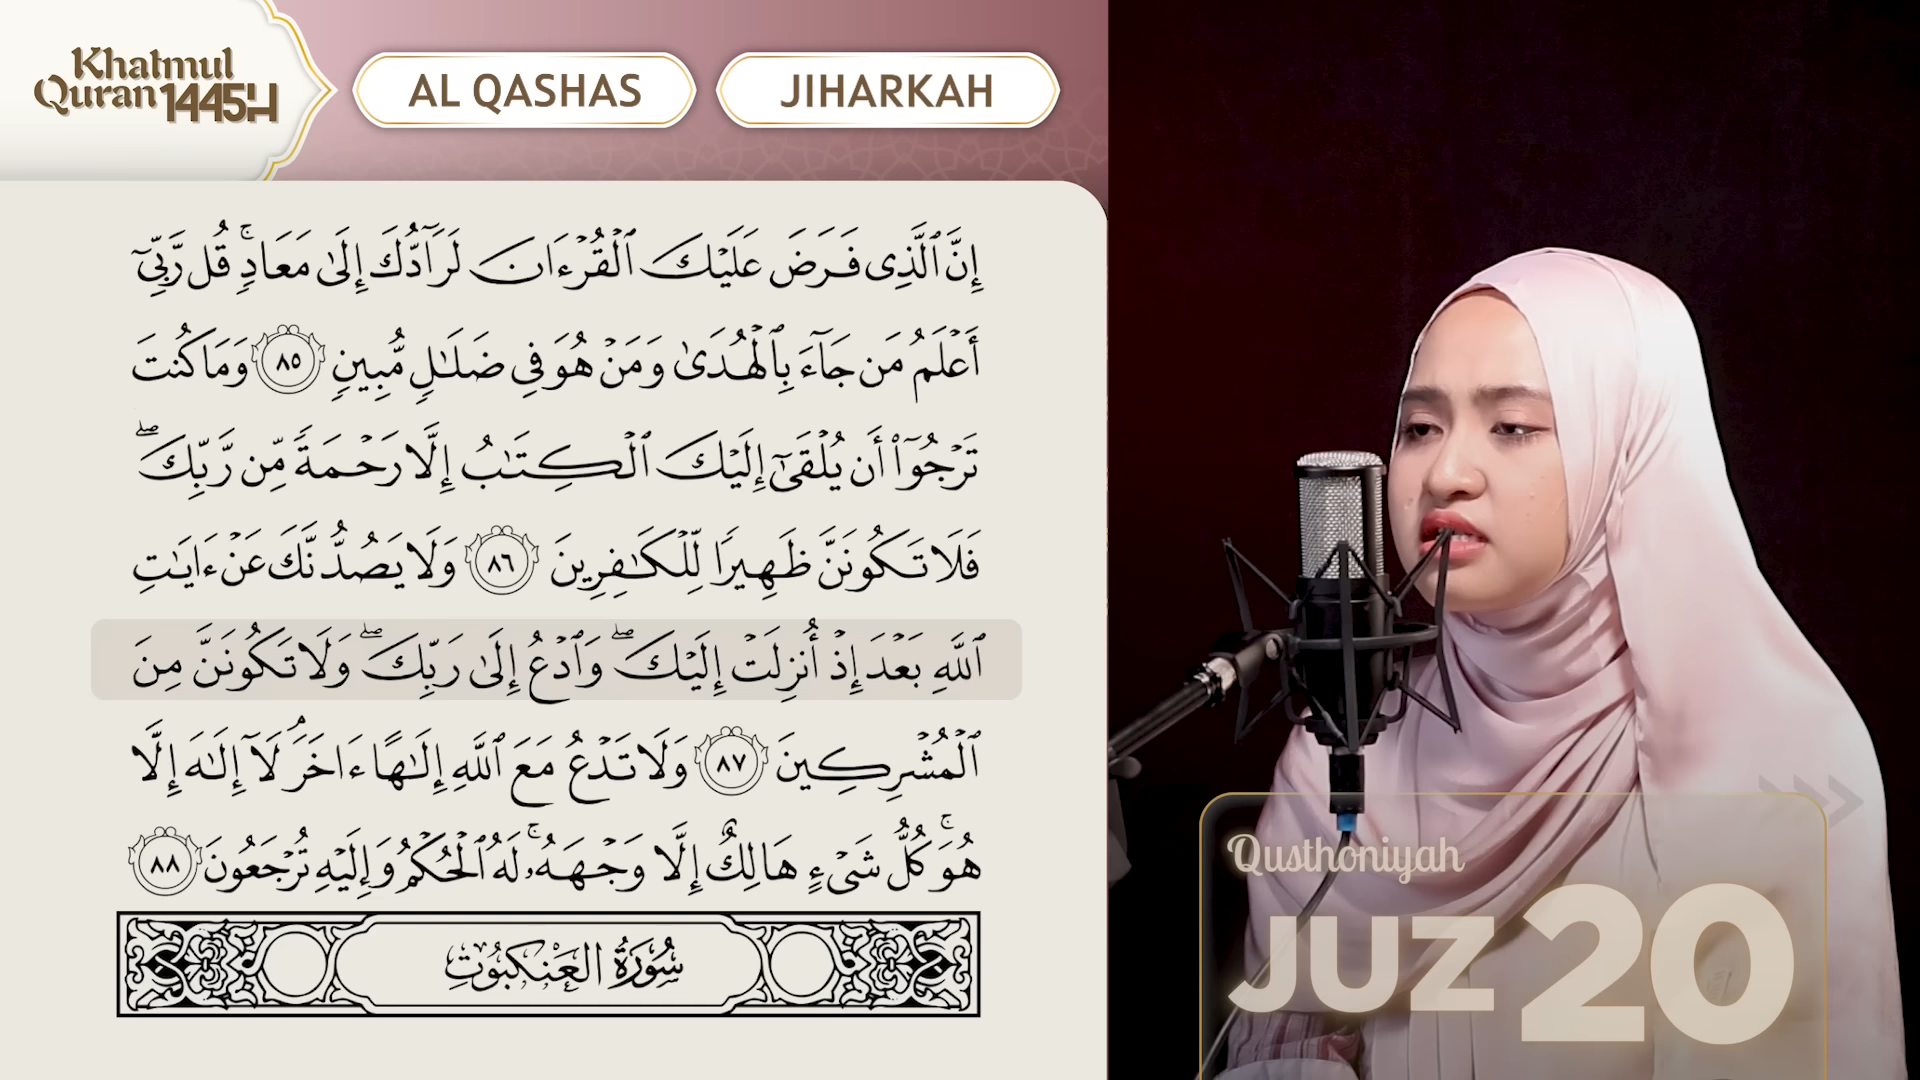 Khatmul
Quran 1445H
AL QASHAS
JIHARKAH
إِنَّ ٱلَّذِى فَرَضَ عَلَيْكَ ٱلْقُرْءَانَ لَرَآدُّكَ إِلَىٰ مَعَادٍۚ قُل رَّبِّىٓ
أَعْلَمُ مَن جَآءَ بِٱلْهُدَىٰ وَمَنْ هُوَ فِى ضَلَـٰلٍ مُّبِينٍ ٨٥ وَمَا كُنتَ
تَرْجُوٓا۟ أَن يُلْقَىٰٓ إِلَيْكَ ٱلْكِتَـٰبُ إِلَّا رَحْمَةً مِّن رَّبِّكَ ۖ
فَلَا تَكُونَنَّ ظَهِيرًا لِّلْكَـٰفِرِينَ ٨٦ وَلَا يَصُدُّنَّكَ عَنْ ءَايَـٰتِ
ٱللَّهِ بَعْدَ إِذْ أُنزِلَتْ إِلَيْكَ ۖ وَٱدْعُ إِلَىٰ رَبِّكَ ۖ وَلَا تَكُونَنَّ مِنَ
ٱلْمُشْرِكِينَ ٨٧ وَلَا تَدْعُ مَعَ ٱللَّهِ إِلَـٰهًا ءَاخَرَ ۘ لَآ إِلَـٰهَ إِلَّا
هُوَ ۚ كُلُّ شَىْءٍ هَالِكٌ إِلَّا وَجْهَهُۥ ۚ لَهُ ٱلْحُكْمُ وَإِلَيْهِ تُرْجَعُونَ ٨٨
سُورَةُ العَنكَبُوتِ
Qusthoniyah
JUZ 20